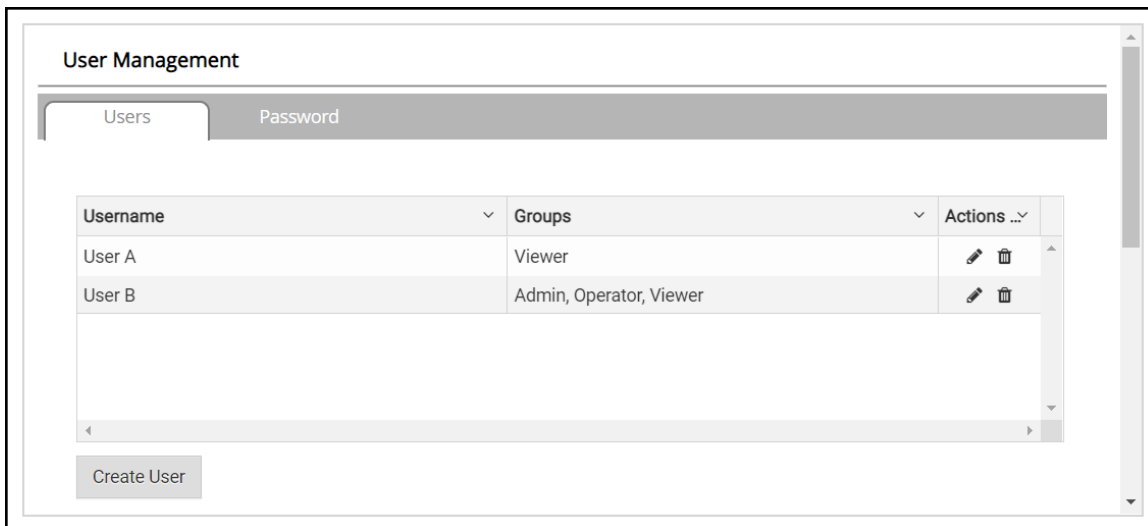 User Management
Users Password
Username Groups Actions ...
User A Viewer
User B Admin, Operator, Viewer
Create User